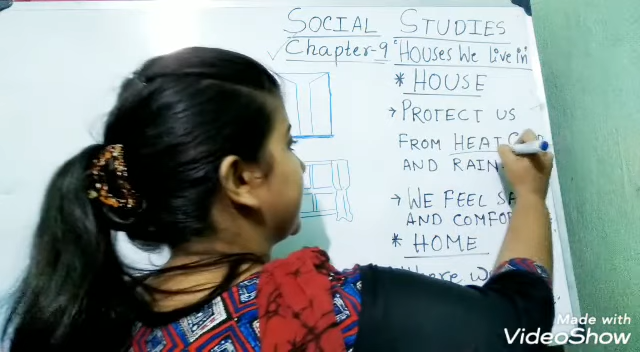 SOCIAL STUDIES
Chapter-9 "HOUSES WE LIVE IN
* HOUSE
→ PROTECT US
FROM HEAT
AND RAIN
→ WE FEEL
AND
* HOME
Where
Made with
VideoShow